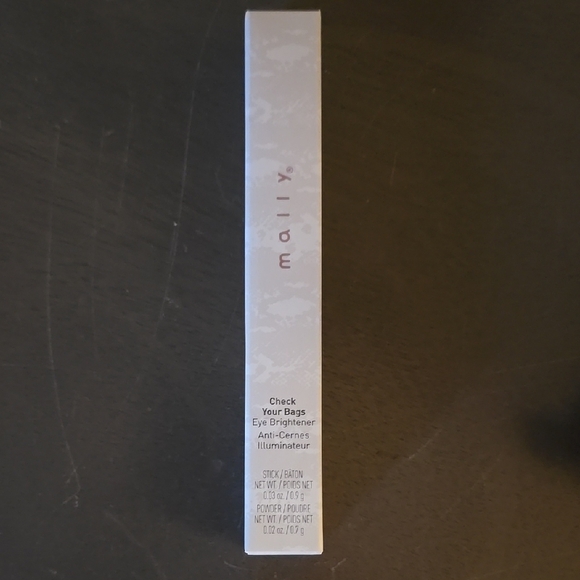 mally®
Check
Your Bags
Eye Brightener
Anti-Cernes
Illuminateur
STICK / BÂTON
NET WT. / POIDS NET
0.03 oz. / 0.9 g
POWDER / POUDRE
NET WT. / POIDS NET
0.02 oz. / 0.7 g